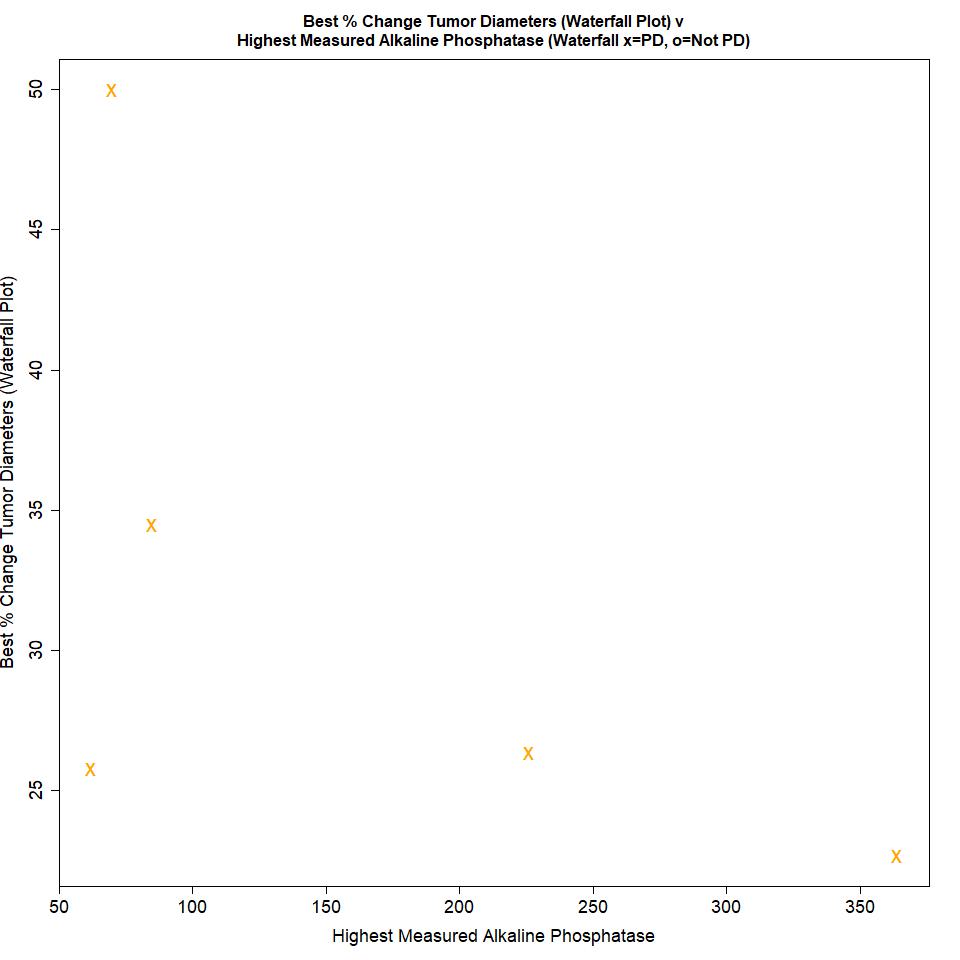 Best % Change Tumor Diameters (Waterfall Plot) v
Highest Measured Alkaline Phosphatase (Waterfall x=PD, o=Not PD)
Best % Change Tumor Diameters (Waterfall Plot)
50
45
40
35
30
25
X
X
X
X
X
50 100 150 200 250 300 350
Highest Measured Alkaline Phosphatase